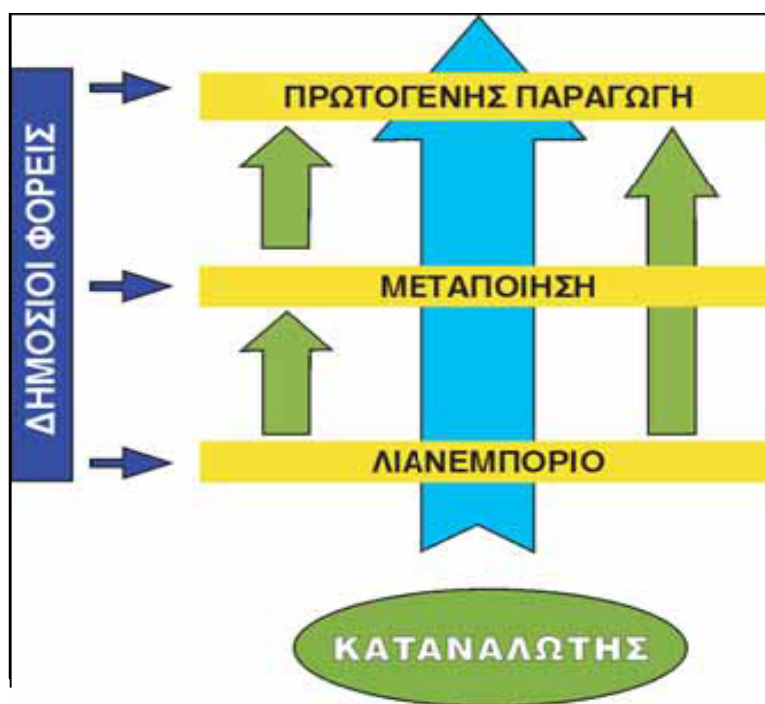 ΔΗΜΟΣΙΟΙ ΦΟΡΕΙΣ
ΠΡΩΤΟΓΕΝΗΣ ΠΑΡΑΓΩΓΗ
ΜΕΤΑΠΟΙΗΣΗ
ΛΙΑΝΕΜΠΟΡΙΟ
ΚΑΤΑΝΑΛΩΤΗΣ